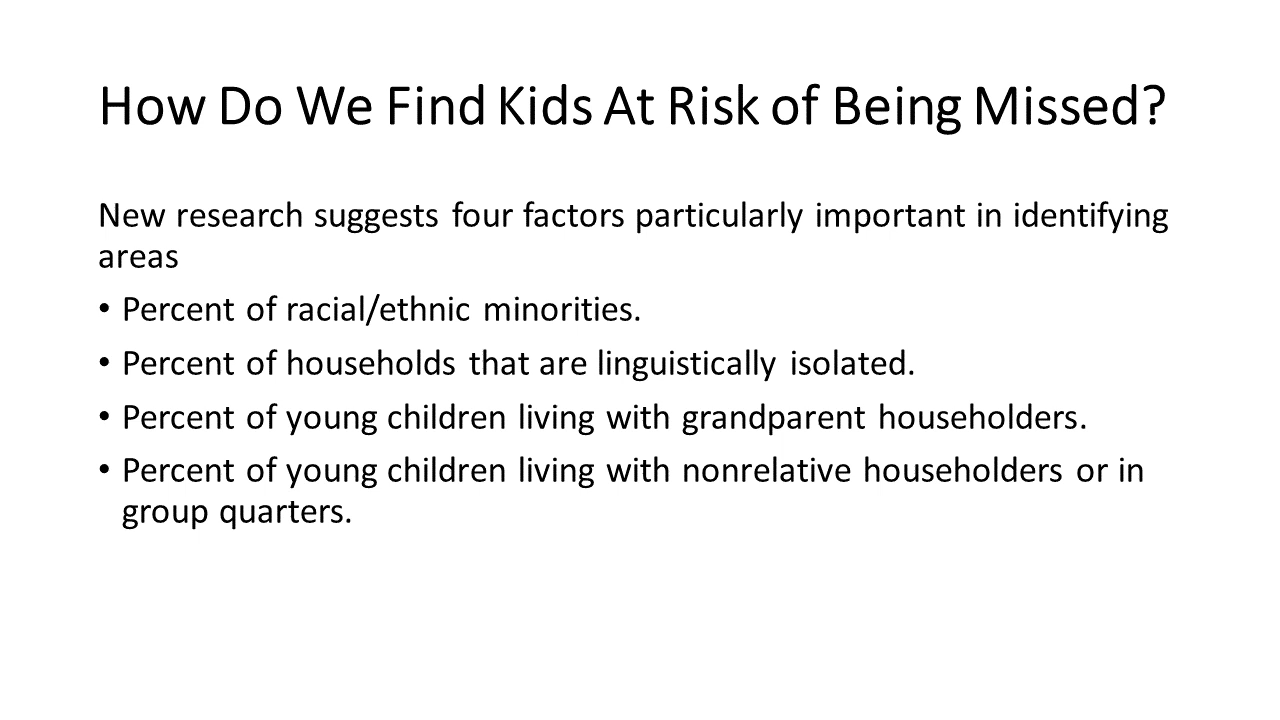 How Do We Find Kids At Risk of Being Missed?
New research suggests four factors particularly important in identifying
areas
• Percent of racial/ethnic minorities.
• Percent of households that are linguistically isolated.
• Percent of young children living with grandparent householders.
• Percent of young children living with nonrelative householders or in
group quarters.